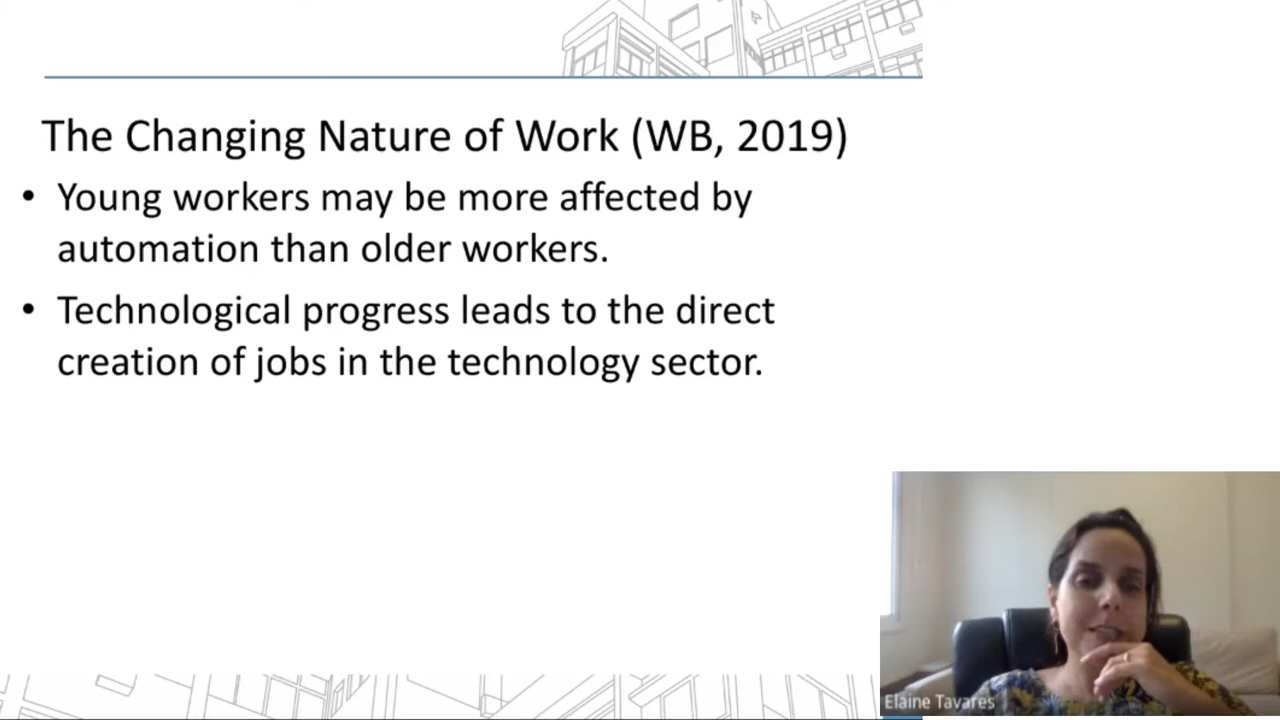 The Changing Nature of Work (WB, 2019)
• Young workers may be more affected by
automation than older workers.
• Technological progress leads to the direct
creation of jobs in the technology sector.
Elaine Tavares